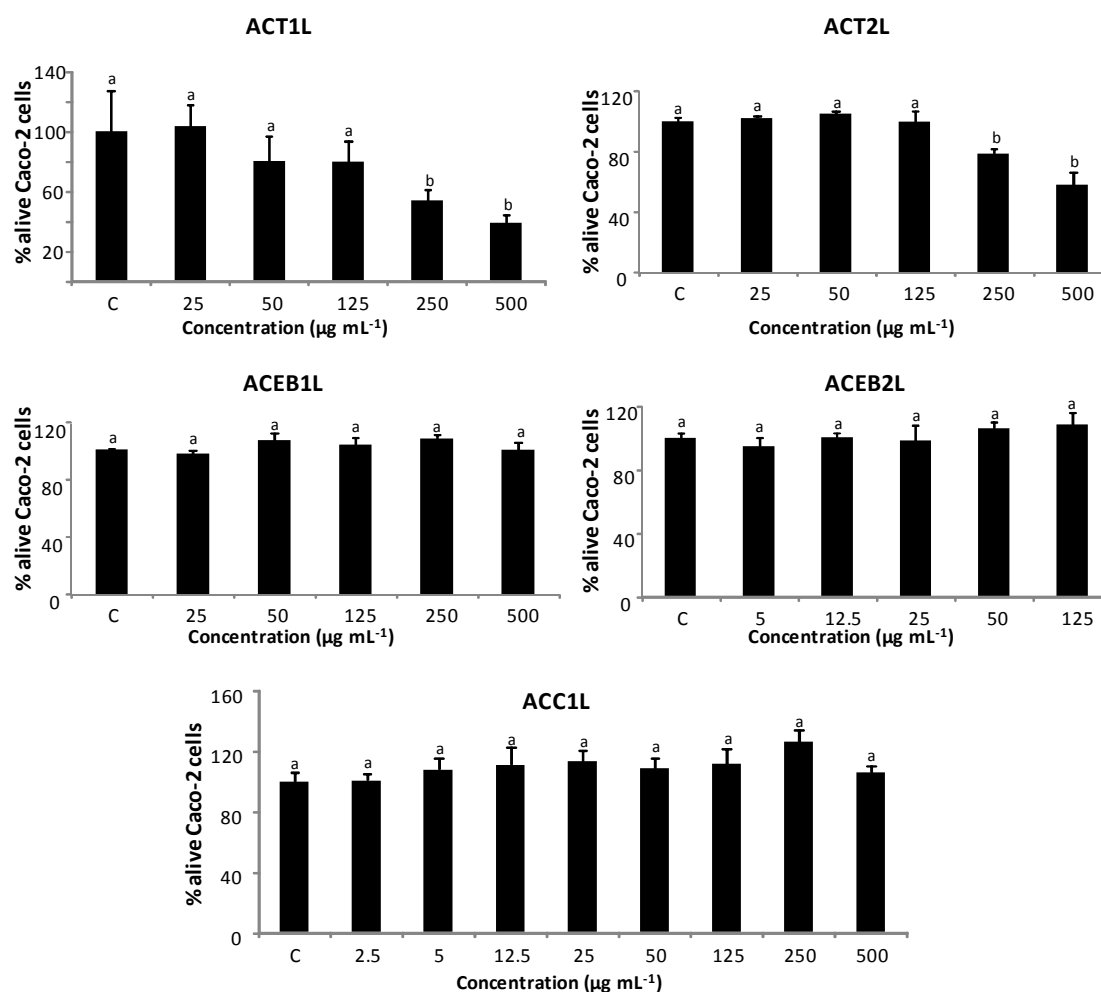 ACT1L
% alive Caco-2 cells
140
100
60
20
a a a a b b
C 25 50 125 250 500
Concentration (µg mL-1)
ACT2L
% alive Caco-2 cells
120
80
40
0
a a a a b b
C 25 50 125 250 500
Concentration (µg mL-1)
ACEB1L
% alive Caco-2 cells
120
80
40
0
a a a a a a
C 25 50 125 250 500
Concentration (µg mL-1)
ACEB2L
% alive Caco-2 cells
120
80
40
0
a a a a a a
C 5 12.5 25 50 125
Concentration (µg mL-1)
ACC1L
% alive Caco-2 cells
160
120
80
40
0
a a a a a a a a a
C 2.5 5 12.5 25 50 125 250 500
Concentration (µg mL-1)